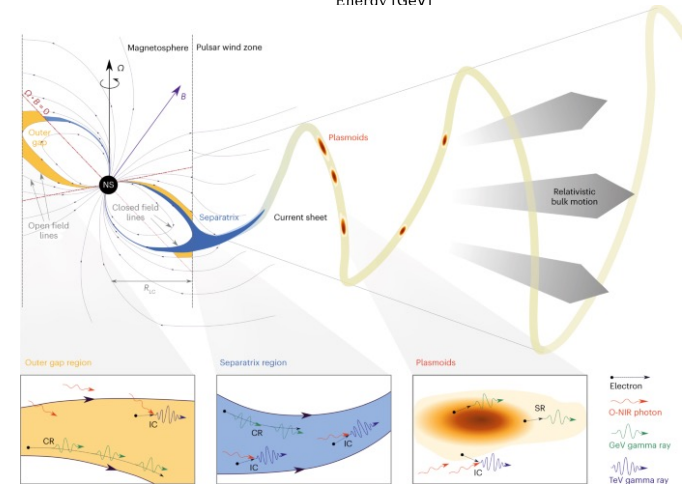 Energy [GeV]
Magnetosphere
Pulsar wind zone
Ω
Ω • B = 0
B
Outer
gap
Plasmoids
NS
Relativistic
bulk motion
Closed field
lines
Separatrix
Current sheet
Open field
lines
R_LC
Outer gap region
Separatrix region
Plasmoids
IC
CR
CR
IC
IC
SR
IC
Electron
O-NIR photon
GeV gamma ray
TeV gamma ray